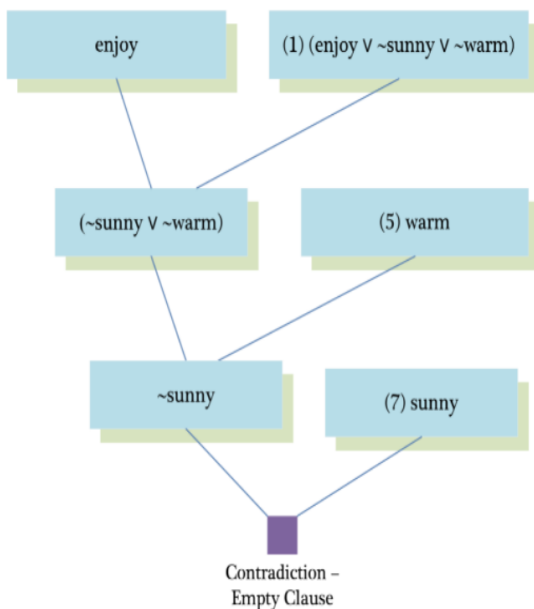 enjoy
(1) (enjoy V ~sunny V ~warm)
(~sunny V ~warm)
(5) warm
~sunny
(7) sunny
Contradiction –
Empty Clause